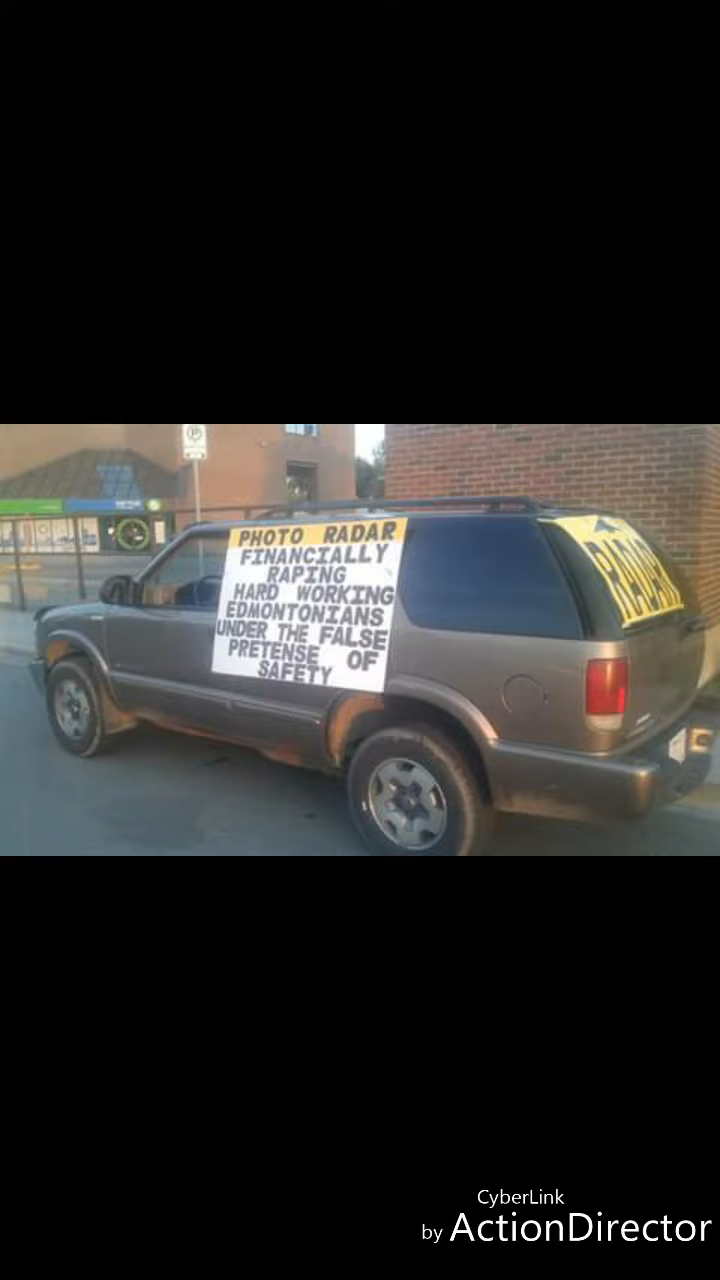 PHOTO RADAR
FINANCIALLY
RAPING
HARD WORKING
EDMONTONIANS
UNDER THE FALSE
PRETENSE OF
SAFETY
RADAR
P
CyberLink
by ActionDirector